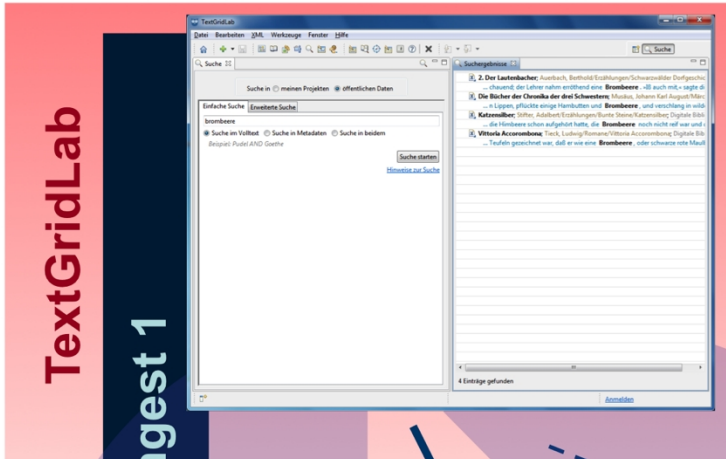 TextGridLab
TextGridLab
Datei Bearbeiten XML Werkzeuge Fenster Hilfe
Suche
Suche
Suche in meinen Projekten öffentlichen Daten
Einfache Suche Erweiterte Suche
brombeere
Suche im Volltext Suche in Metadaten Suche in beidem
Beispiel: Pudel AND Goethe
Suche starten
Hinweise zur Suche
Suchergebnisse
2. Der Lautenbacher; Auerbach, Berthold/Erzählungen/Schwarzwälder Dorfgeschic
... chauend; der Lehrer nahm erröthend eine Brombeere. »Iß auch mit,« sagte di
Die Bücher der Chronika der drei Schwestern; Musäus, Johann Karl August/Märc
... n Lippen, pflückte einige Hambutten und Brombeere, und verschlang in wild
Katzensilber; Stifter, Adalbert/Erzählungen/Bunte Steine/Katzensilber; Digitale Bibli
... die Himbeere schon aufgehört hatte, die Brombeere noch nicht reif war und
Vittoria Accorombona; Tieck, Ludwig/Romane/Vittoria Accorombona; Digitale Bib
... Teufeln gezeichnet war, daß er wie eine Brombeere, oder schwarze rote Maul
4 Einträge gefunden
Anmelden
ngest 1